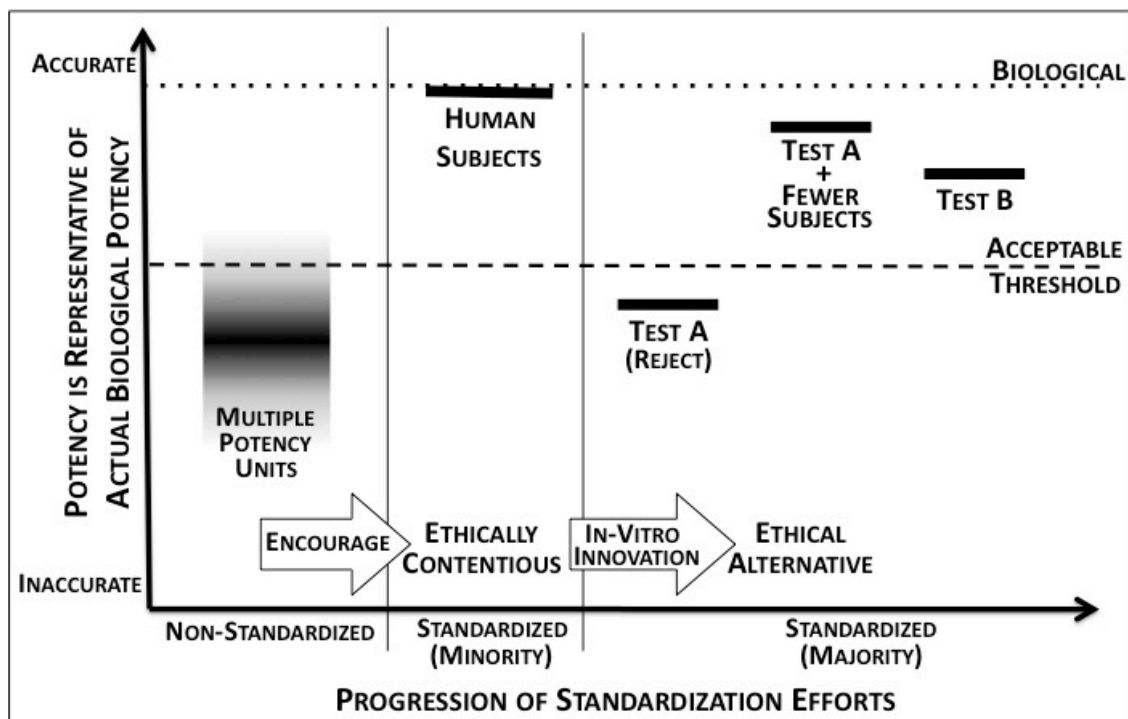 ACCURATE
BIOLOGICAL
HUMAN
SUBJECTS
TEST A
+
FEWER
SUBJECTS
TEST B
ACCEPTABLE
THRESHOLD
TEST A
(REJECT)
MULTIPLE
POTENCY
UNITS
POTENCY IS REPRESENTATIVE OF
ACTUAL BIOLOGICAL POTENCY
ENCOURAGE
ETHICALLY
CONTENTIOUS
IN-VITRO
INNOVATION
ETHICAL
ALTERNATIVE
INACCURATE
NON-STANDARDIZED
STANDARDIZED
(MINORITY)
STANDARDIZED
(MAJORITY)
PROGRESSION OF STANDARDIZATION EFFORTS